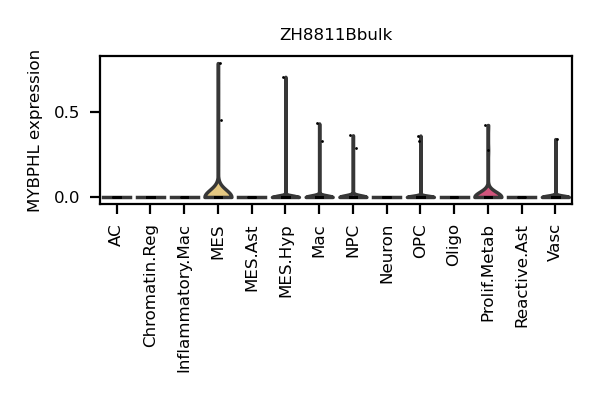 ZH8811Bbulk
MYBPHL expression
0.5
0.0
AC
Chromatin.Reg
Inflammatory.Mac
MES
MES.Ast
MES.Hyp
Mac
NPC
Neuron
OPC
Oligo
Prolif.Metab
Reactive.Ast
Vasc